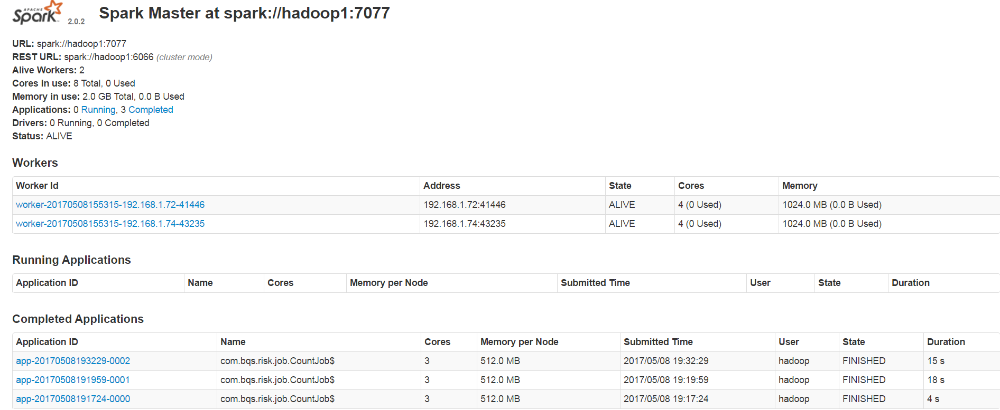 APACHE
Spark 2.0.2 Spark Master at spark://hadoop1:7077
URL: spark://hadoop1:7077
REST URL: spark://hadoop1:6066 (cluster mode)
Alive Workers: 2
Cores in use: 8 Total, 0 Used
Memory in use: 2.0 GB Total, 0.0 B Used
Applications: 0 Running, 3 Completed
Drivers: 0 Running, 0 Completed
Status: ALIVE
Workers
Worker Id Address State Cores Memory
worker-20170508155315-192.168.1.72-41446 192.168.1.72:41446 ALIVE 4 (0 Used) 1024.0 MB (0.0 B Used)
worker-20170508155315-192.168.1.74-43235 192.168.1.74:43235 ALIVE 4 (0 Used) 1024.0 MB (0.0 B Used)
Running Applications
Application ID Name Cores Memory per Node Submitted Time User State Duration
Completed Applications
Application ID Name Cores Memory per Node Submitted Time User State Duration
app-20170508193229-0002 com.bqs.risk.job.CountJob$ 3 512.0 MB 2017/05/08 19:32:29 hadoop FINISHED 15 s
app-20170508191959-0001 com.bqs.risk.job.CountJob$ 3 512.0 MB 2017/05/08 19:19:59 hadoop FINISHED 18 s
app-20170508191724-0000 com.bqs.risk.job.CountJob$ 3 512.0 MB 2017/05/08 19:17:24 hadoop FINISHED 4 s